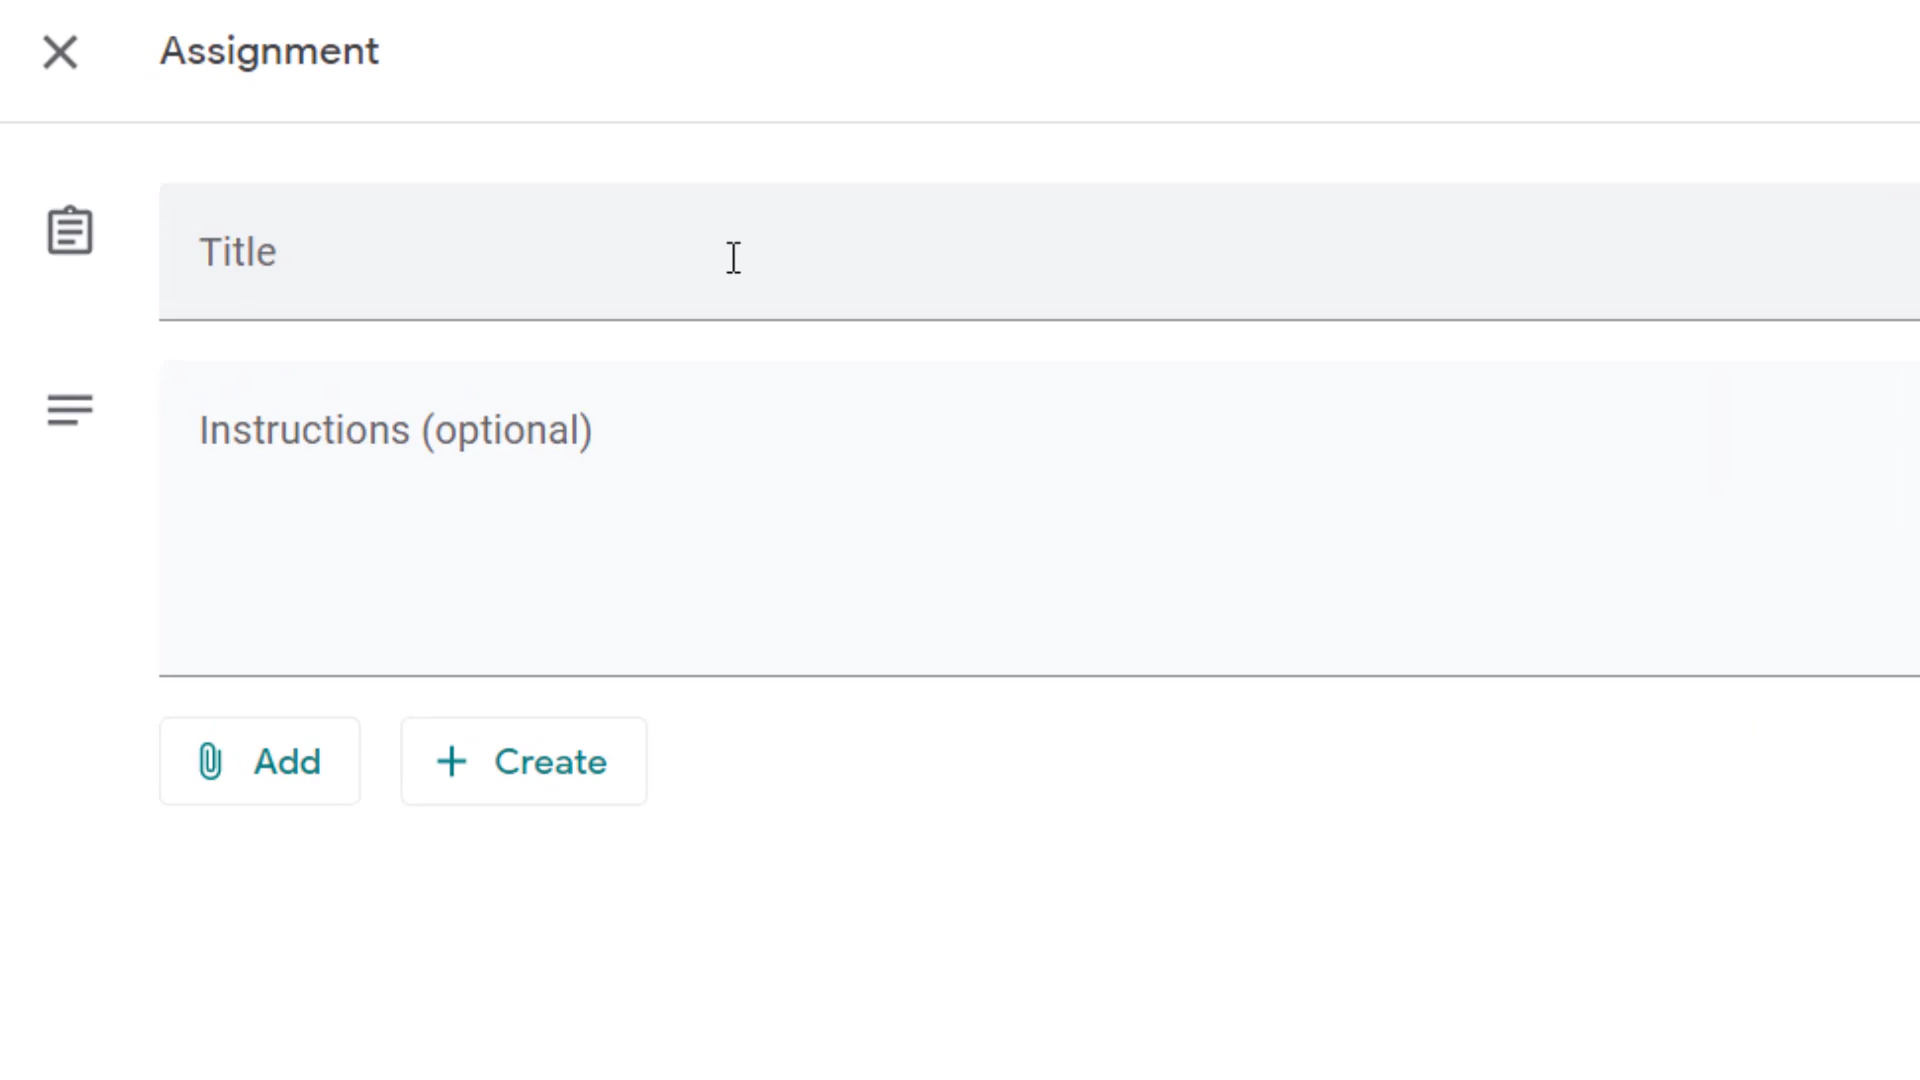 Assignment
Title
Instructions (optional)
Add
Create